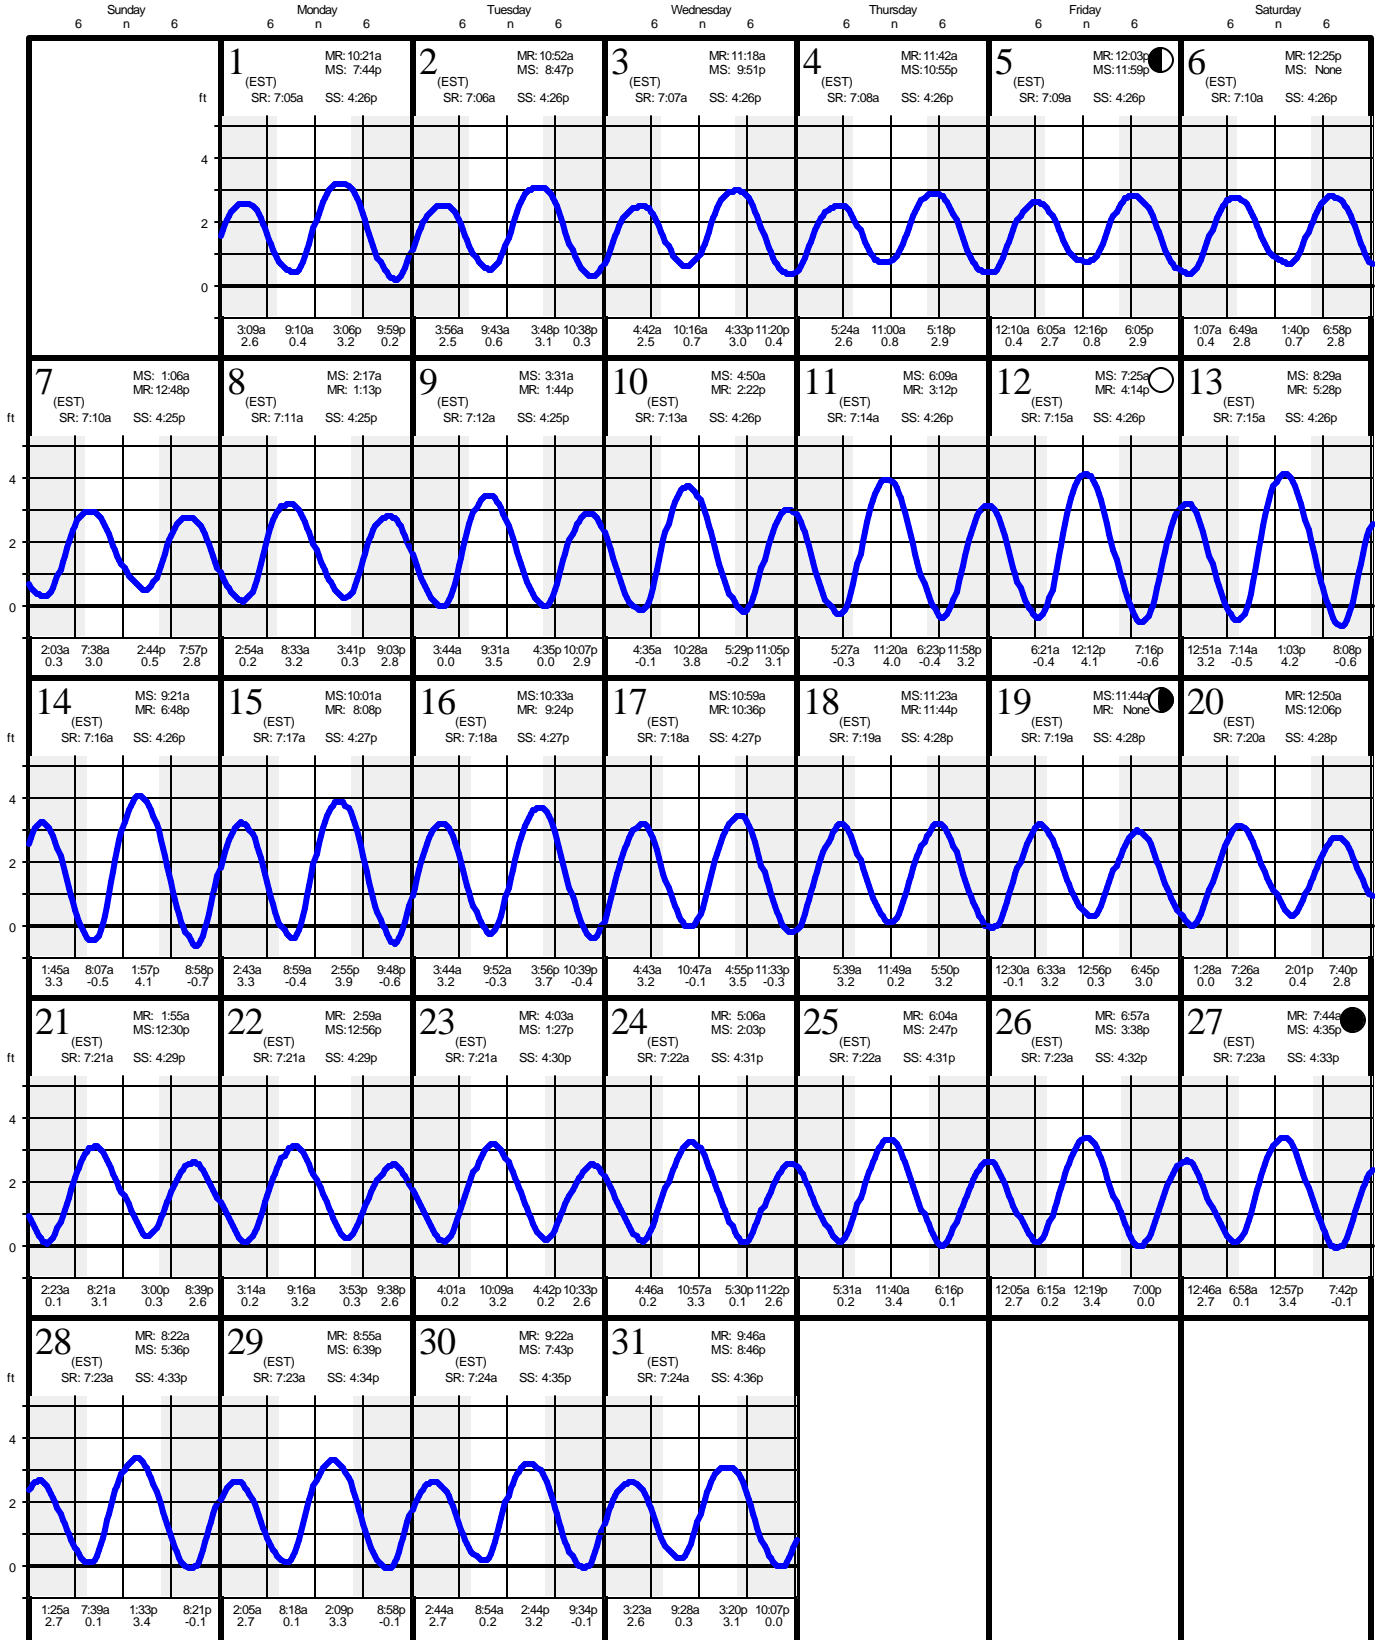 Sunday Monday Tuesday Wednesday Thursday Friday Saturday
6 n 6 6 n 6 6 n 6 6 n 6 6 n 6 6 n 6 6 n 6
1 MR: 10:21a
MS: 7:44p
(EST)
SR: 7:05a SS: 4:26p
2 MR: 10:52a
MS: 8:47p
(EST)
SR: 7:06a SS: 4:26p
3 MR: 11:18a
MS: 9:51p
(EST)
SR: 7:07a SS: 4:26p
4 MR: 11:42a
MS: 10:55p
(EST)
SR: 7:08a SS: 4:26p
5 MR: 12:03p
MS: 11:59p
(EST)
SR: 7:09a SS: 4:26p
6 MR: 12:25p
MS: None
(EST)
SR: 7:10a SS: 4:26p
ft
4
2
0
3:09a 9:10a 3:06p 9:59p
2.6 0.4 3.2 0.2
3:56a 9:43a 3:48p 10:38p
2.5 0.6 3.1 0.3
4:42a 10:16a 4:33p 11:20p
2.5 0.7 3.0 0.4
5:24a 11:00a 5:18p
2.6 0.8 2.9
12:10a 6:05a 12:16p 6:05p
0.4 2.7 0.8 2.9
1:07a 6:49a 1:40p 6:58p
0.4 2.8 0.7 2.8
7 MS: 1:06a
MR: 12:48p
(EST)
SR: 7:10a SS: 4:25p
8 MS: 2:17a
MR: 1:13p
(EST)
SR: 7:11a SS: 4:25p
9 MS: 3:31a
MR: 1:44p
(EST)
SR: 7:12a SS: 4:25p
10 MS: 4:50a
MR: 2:22p
(EST)
SR: 7:13a SS: 4:26p
11 MS: 6:09a
MR: 3:12p
(EST)
SR: 7:14a SS: 4:26p
12 MS: 7:25a
MR: 4:14p
(EST)
SR: 7:15a SS: 4:26p
13 MS: 8:29a
MR: 5:28p
(EST)
SR: 7:15a SS: 4:26p
ft
4
2
0
2:03a 7:38a 2:44p 7:57p
0.3 3.0 0.5 2.8
2:54a 8:33a 3:41p 9:03p
0.2 3.2 0.3 2.8
3:44a 9:31a 4:35p 10:07p
0.0 3.5 0.0 2.9
4:35a 10:28a 5:29p 11:05p
-0.1 3.8 -0.2 3.1
5:27a 11:20a 6:23p 11:58p
-0.3 4.0 -0.4 3.2
6:21a 12:12p 7:16p
-0.4 4.1 -0.6
12:51a 7:14a 1:03p 8:08p
3.2 -0.5 4.2 -0.6
14 MS: 9:21a
MR: 6:48p
(EST)
SR: 7:16a SS: 4:26p
15 MS: 10:01a
MR: 8:08p
(EST)
SR: 7:17a SS: 4:27p
16 MS: 10:33a
MR: 9:24p
(EST)
SR: 7:18a SS: 4:27p
17 MS: 10:59a
MR: 10:36p
(EST)
SR: 7:18a SS: 4:27p
18 MS: 11:23a
MR: 11:44p
(EST)
SR: 7:19a SS: 4:28p
19 MS: 11:44a
MR: None
(EST)
SR: 7:19a SS: 4:28p
20 MR: 12:50a
MS: 12:06p
(EST)
SR: 7:20a SS: 4:28p
ft
4
2
0
1:45a 8:07a 1:57p 8:58p
3.3 -0.5 4.1 -0.7
2:43a 8:59a 2:55p 9:48p
3.3 -0.4 3.9 -0.6
3:44a 9:52a 3:56p 10:39p
3.2 -0.3 3.7 -0.4
4:43a 10:47a 4:55p 11:33p
3.2 -0.1 3.5 -0.3
5:39a 11:49a 5:50p
3.2 0.2 3.2
12:30a 6:33a 12:56p 6:45p
-0.1 3.2 0.3 3.0
1:28a 7:26a 2:01p 7:40p
0.0 3.2 0.4 2.8
21 MR: 1:55a
MS: 12:30p
(EST)
SR: 7:21a SS: 4:29p
22 MR: 2:59a
MS: 12:56p
(EST)
SR: 7:21a SS: 4:29p
23 MR: 4:03a
MS: 1:27p
(EST)
SR: 7:21a SS: 4:30p
24 MR: 5:06a
MS: 2:03p
(EST)
SR: 7:22a SS: 4:31p
25 MR: 6:04a
MS: 2:47p
(EST)
SR: 7:22a SS: 4:31p
26 MR: 6:57a
MS: 3:38p
(EST)
SR: 7:23a SS: 4:32p
27 MR: 7:44a
MS: 4:35p
(EST)
SR: 7:23a SS: 4:33p
ft
4
2
0
2:23a 8:21a 3:00p 8:39p
0.1 3.1 0.3 2.6
3:14a 9:16a 3:53p 9:38p
0.2 3.2 0.3 2.6
4:01a 10:09a 4:42p 10:33p
0.2 3.2 0.2 2.6
4:46a 10:57a 5:30p 11:22p
0.2 3.3 0.1 2.6
5:31a 11:40a 6:16p
0.2 3.4 0.1
12:05a 6:15a 12:19p 7:00p
2.7 0.2 3.4 0.0
12:46a 6:58a 12:57p 7:42p
2.7 0.1 3.4 -0.1
28 MR: 8:22a
MS: 5:36p
(EST)
SR: 7:23a SS: 4:33p
29 MR: 8:55a
MS: 6:39p
(EST)
SR: 7:23a SS: 4:34p
30 MR: 9:22a
MS: 7:43p
(EST)
SR: 7:24a SS: 4:35p
31 MR: 9:46a
MS: 8:46p
(EST)
SR: 7:24a SS: 4:36p
ft
4
2
0
1:25a 7:39a 1:33p 8:21p
2.7 0.1 3.4 -0.1
2:05a 8:18a 2:09p 8:58p
2.7 0.1 3.3 -0.1
2:44a 8:54a 2:44p 9:34p
2.7 0.2 3.2 -0.1
3:23a 9:28a 3:20p 10:07p
2.6 0.3 3.1 0.0